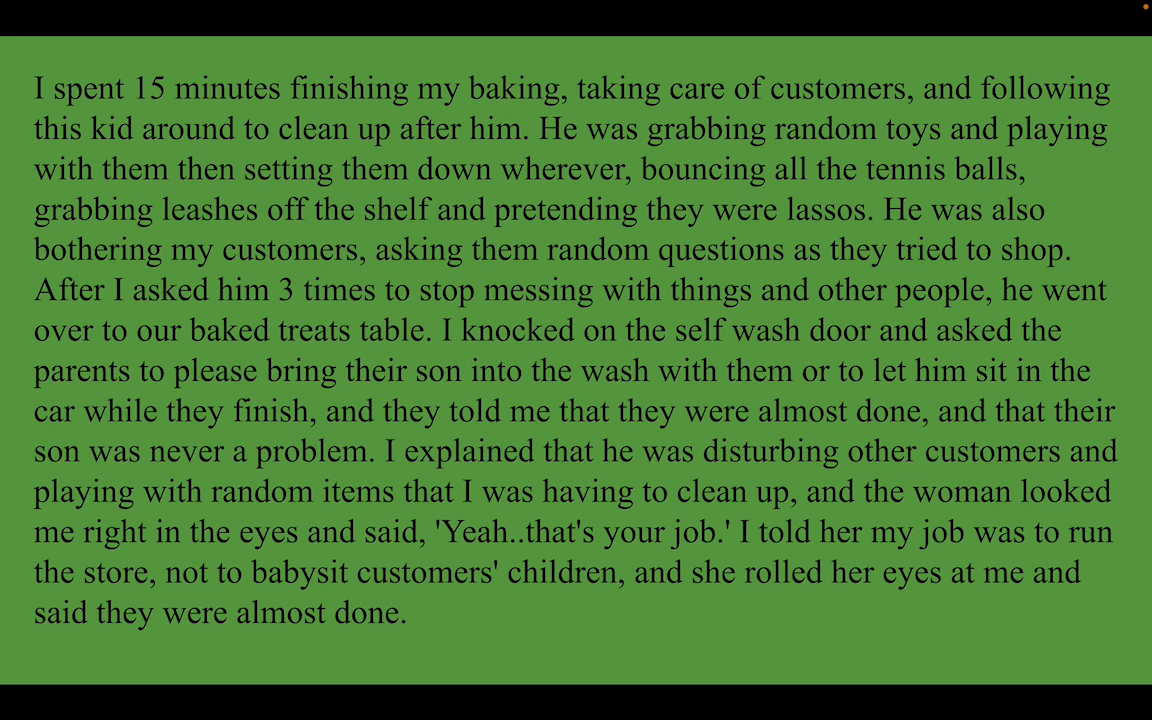 I spent 15 minutes finishing my baking, taking care of customers, and following
this kid around to clean up after him. He was grabbing random toys and playing
with them then setting them down wherever, bouncing all the tennis balls,
grabbing leashes off the shelf and pretending they were lassos. He was also
bothering my customers, asking them random questions as they tried to shop.
After I asked him 3 times to stop messing with things and other people, he went
over to our baked treats table. I knocked on the self wash door and asked the
parents to please bring their son into the wash with them or to let him sit in the
car while they finish, and they told me that they were almost done, and that their
son was never a problem. I explained that he was disturbing other customers and
playing with random items that I was having to clean up, and the woman looked
me right in the eyes and said, 'Yeah..that's your job.' I told her my job was to run
the store, not to babysit customers' children, and she rolled her eyes at me and
said they were almost done.